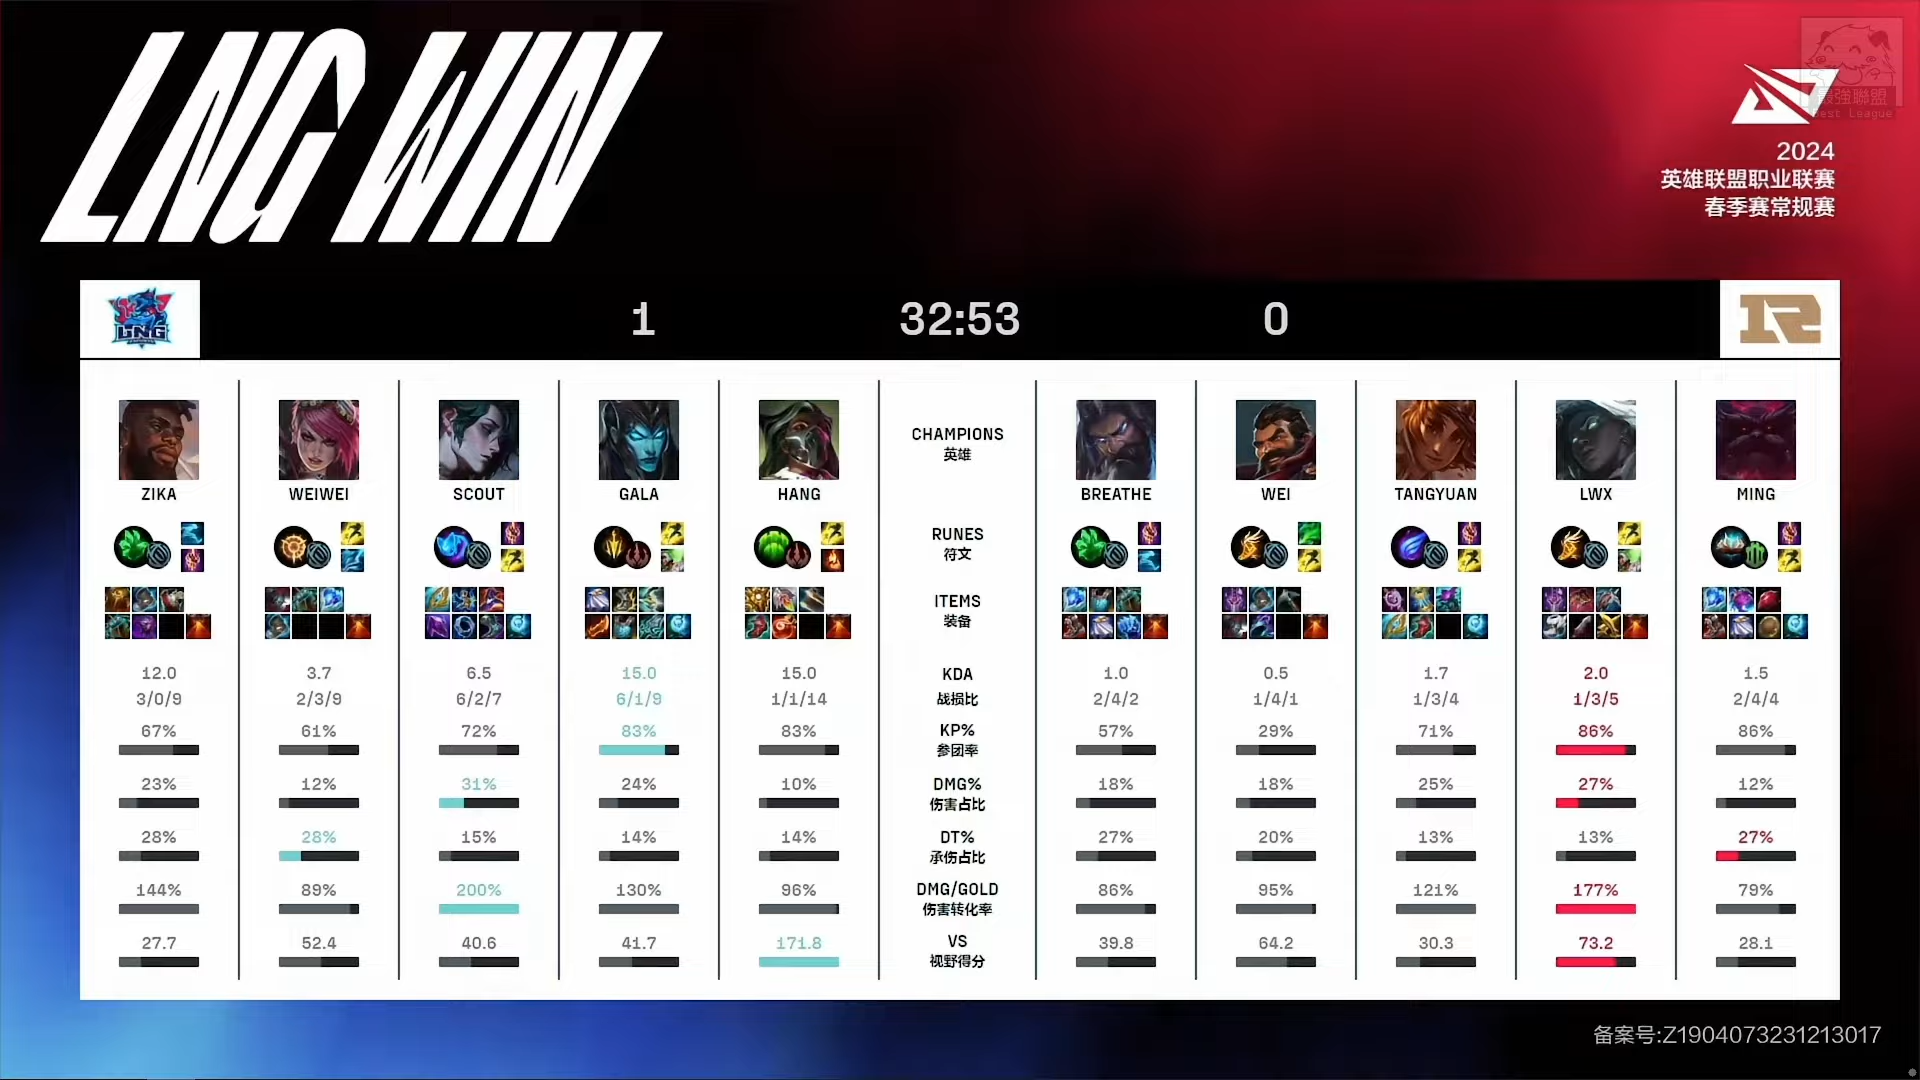 LNG WIN
最強聯盟
Best League
2024
英雄联盟职业联赛
春季赛常规赛
LNG
1
32:53
0
CHAMPIONS
英雄
ZIKA WEIWEI SCOUT GALA HANG BREATHE WEI TANGYUAN LWX MING
RUNES
符文
ITEMS
装备
12.0 3.7 6.5 15.0 15.0 KDA 1.0 0.5 1.7 2.0 1.5
3/0/9 2/3/9 6/2/7 6/1/9 1/1/14 战损比 2/4/2 1/4/1 1/3/4 1/3/5 2/4/4
67% 61% 72% 83% 83% KP% 57% 29% 71% 86% 86%
参团率
23% 12% 31% 24% 10% DMG% 18% 18% 25% 27% 12%
伤害占比
28% 28% 15% 14% 14% DT% 27% 20% 13% 13% 27%
承伤占比
144% 89% 200% 130% 96% DMG/GOLD 86% 95% 121% 177% 79%
伤害转化率
27.7 52.4 40.6 41.7 171.8 VS 39.8 64.2 30.3 73.2 28.1
视野得分
备案号:Z1904073231213017